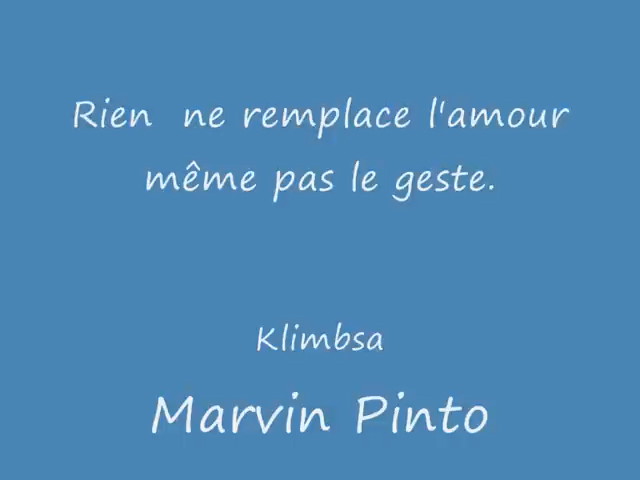 Rien ne remplace l'amour
même pas le geste.
Klimbsa
Marvin Pinto